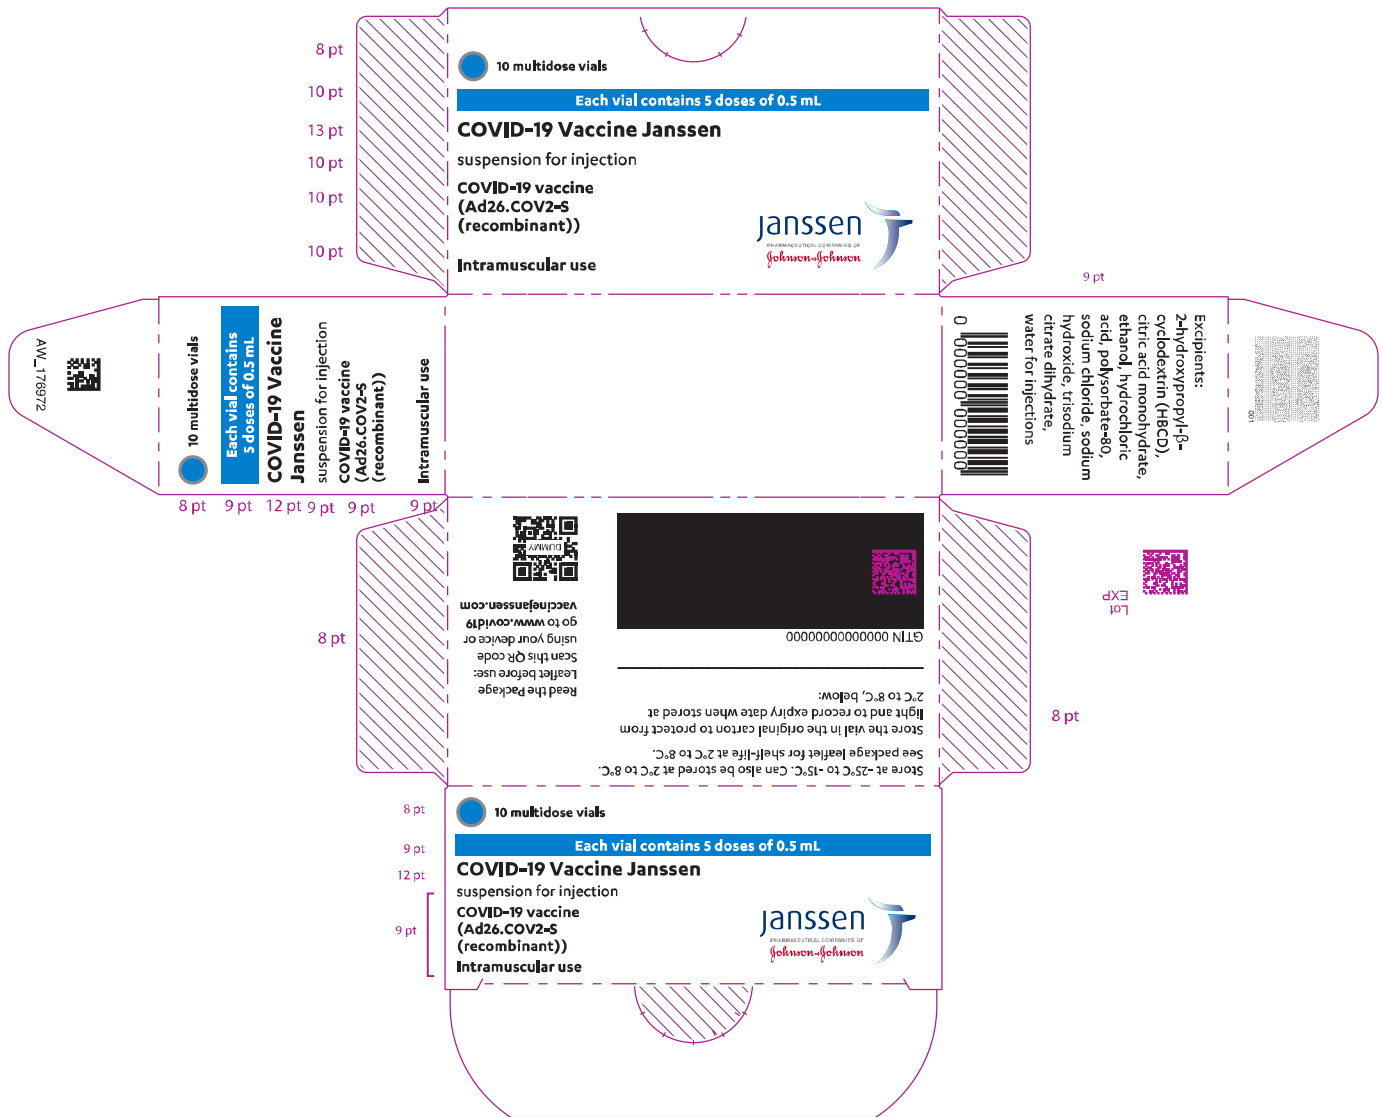 8 pt
10 pt
13 pt
10 pt
10 pt
10 pt
10 multidose vials
Each vial contains 5 doses of 0.5 mL
COVID-19 Vaccine Janssen
suspension for injection
COVID-19 vaccine
(Ad26.COV2-S
(recombinant))
Intramuscular use
Janssen
PHARMACEUTICAL COMPANIES OF
Johnson & Johnson
AW_176972
10 multidose vials
Each vial contains
5 doses of 0.5 mL
COVID-19 Vaccine
Janssen
suspension for injection
COVID-19 vaccine
(Ad26.COV2-S
(recombinant))
Intramuscular use
8 pt
9 pt
12 pt
9 pt
9 pt
9 pt
9 pt
Excipients:
2-hydroxypropyl-β-
cyclodextrin (HBCD),
citric acid monohydrate,
ethanol, hydrochloric
acid, polysorbate-80,
sodium chloride, sodium
hydroxide, trisodium
citrate dihydrate,
water for injections
0 000000 000000
001
Store at -25°C to -15°C. Can also be stored at 2°C to 8°C.
See package leaflet for shelf-life at 2°C to 8°C.
Store the vial in the original carton to protect from
light and to record expiry date when stored at
2°C to 8°C, below:
GTIN 00000000000000
Read the Package
Leaflet before use:
Scan this QR code
using your device or
go to www.covid19
vaccinejanssen.com
DUMMY
8 pt
Lot
EXP
8 pt
8 pt
9 pt
12 pt
9 pt
10 multidose vials
Each vial contains 5 doses of 0.5 mL
COVID-19 Vaccine Janssen
suspension for injection
COVID-19 vaccine
(Ad26.COV2-S
(recombinant))
Intramuscular use
Janssen
PHARMACEUTICAL COMPANIES OF
Johnson & Johnson